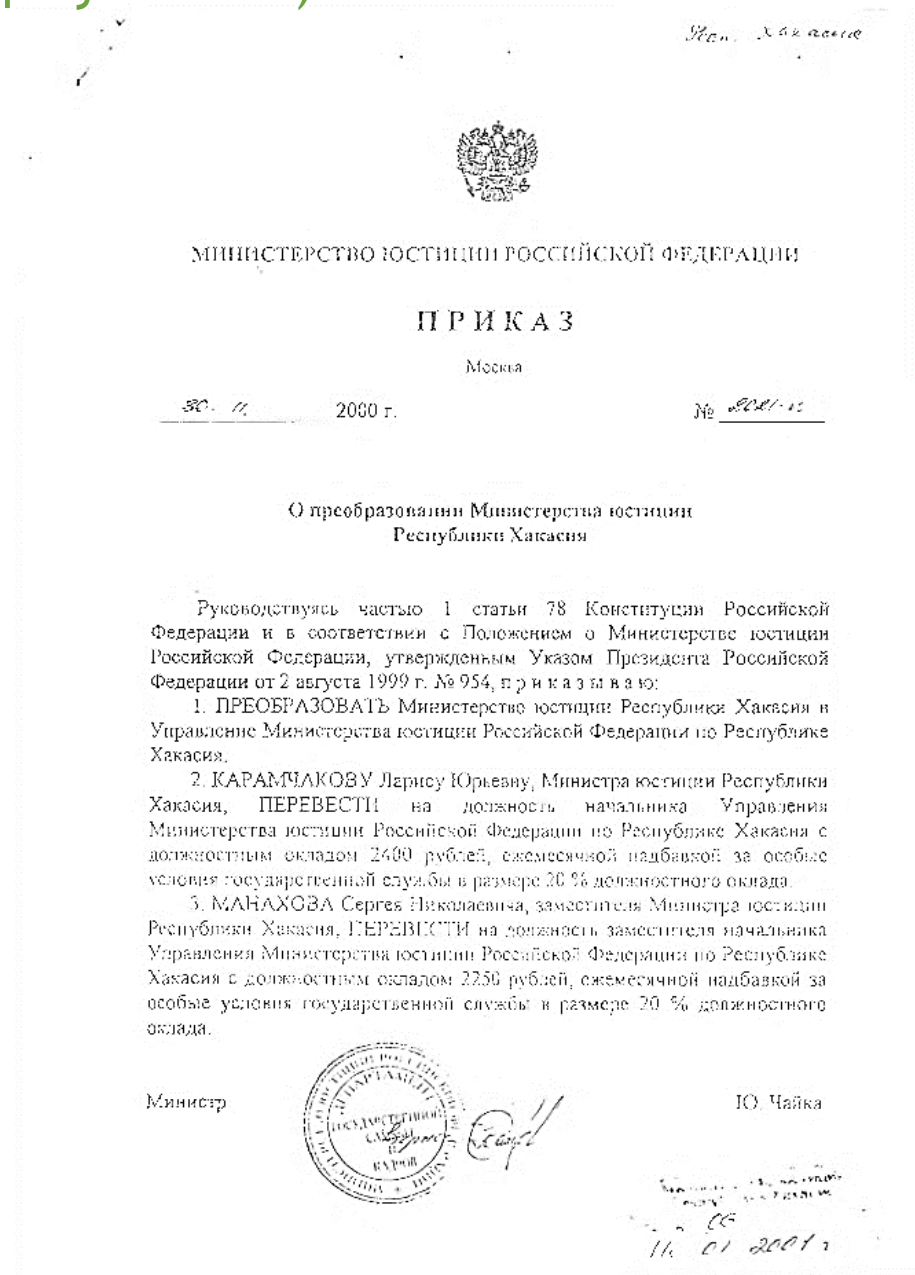 Хакасия
МИНИСТЕРСТВО ЮСТИЦИИ РОССИЙСКОЙ ФЕДЕРАЦИИ
ПРИКАЗ
Москва
30. 11. 2000 г. №
О преобразовании Министерства юстиции
Республики Хакасия
Руководствуясь частью 1 статьи 78 Конституции Российской
Федерации и в соответствии с Положением о Министерстве юстиции
Российской Федерации, утвержденным Указом Президента Российской
Федерации от 2 августа 1999 г. № 954, п р и к а з ы в а ю:
1. ПРЕОБРАЗОВАТЬ Министерство юстиции Республики Хакасия в
Управление Министерства юстиции Российской Федерации по Республике
Хакасия.
2. КАРАМЧАКОВУ Ларису Юрьевну, Министра юстиции Республики
Хакасия, ПЕРЕВЕСТИ на должность начальника Управления
Министерства юстиции Российской Федерации по Республике Хакасия с
должностным окладом 2400 рублей, ежемесячной надбавкой за особые
условия государственной службы в размере 20 % должностного оклада.
3. МАНАХОВА Сергея Николаевича, заместителя Министра юстиции
Республики Хакасия, ПЕРЕВЕСТИ на должность заместителя начальника
Управления Министерства юстиции Российской Федерации по Республике
Хакасия с должностным окладом 2250 рублей, ежемесячной надбавкой за
особые условия государственной службы в размере 20 % должностного
оклада.
Министр Ю. Чайка
ДЕПАРТАМЕНТ
ГОСУДАРСТВЕННОЙ
СЛУЖБЫ
И
КАДРОВ
11. 01 2001 г